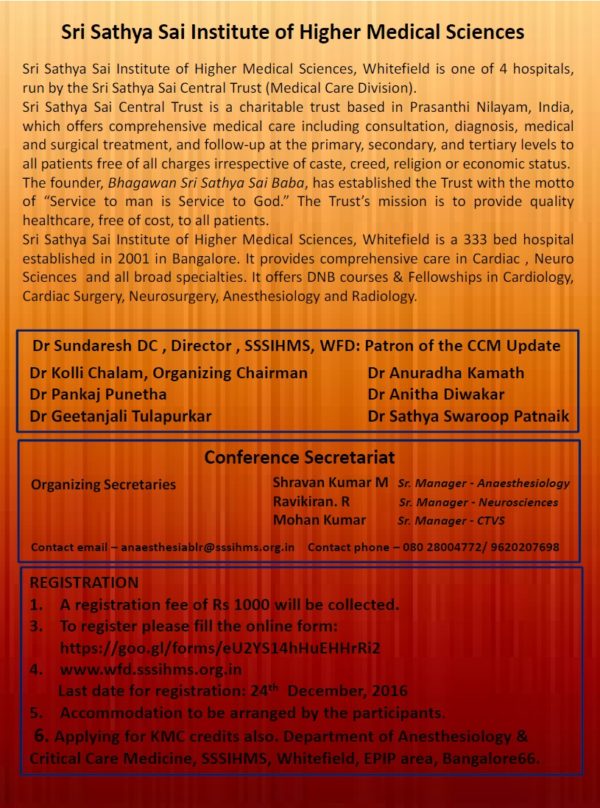 Sri Sathya Sai Institute of Higher Medical Sciences
Sri Sathya Sai Institute of Higher Medical Sciences, Whitefield is one of 4 hospitals,
run by the Sri Sathya Sai Central Trust (Medical Care Division).
Sri Sathya Sai Central Trust is a charitable trust based in Prasanthi Nilayam, India,
which offers comprehensive medical care including consultation, diagnosis, medical
and surgical treatment, and follow-up at the primary, secondary, and tertiary levels to
all patients free of all charges irrespective of caste, creed, religion or economic status.
The founder, Bhagawan Sri Sathya Sai Baba, has established the Trust with the motto
of “Service to man is Service to God.” The Trust’s mission is to provide quality
healthcare, free of cost, to all patients.
Sri Sathya Sai Institute of Higher Medical Sciences, Whitefield is a 333 bed hospital
established in 2001 in Bangalore. It provides comprehensive care in Cardiac , Neuro
Sciences and all broad specialties. It offers DNB courses & Fellowships in Cardiology,
Cardiac Surgery, Neurosurgery, Anesthesiology and Radiology.
Dr Sundaresh DC , Director , SSSIHMS, WFD: Patron of the CCM Update
Dr Kolli Chalam, Organizing Chairman Dr Anuradha Kamath
Dr Pankaj Punetha Dr Anitha Diwakar
Dr Geetanjali Tulapurkar Dr Sathya Swaroop Patnaik
Conference Secretariat
Organizing Secretaries Shravan Kumar M Sr. Manager - Anaesthesiology
Ravikiran. R Sr. Manager - Neurosciences
Mohan Kumar Sr. Manager - CTVS
Contact email – anaesthesiablr@sssihms.org.in Contact phone – 080 28004772/ 9620207698
REGISTRATION
1. A registration fee of Rs 1000 will be collected.
3. To register please fill the online form:
https://goo.gl/forms/eU2YS14hHuEHHrRi2
4. www.wfd.sssihms.org.in
Last date for registration: 24th December, 2016
5. Accommodation to be arranged by the participants.
6. Applying for KMC credits also. Department of Anesthesiology &
Critical Care Medicine, SSSIHMS, Whitefield, EPIP area, Bangalore66.